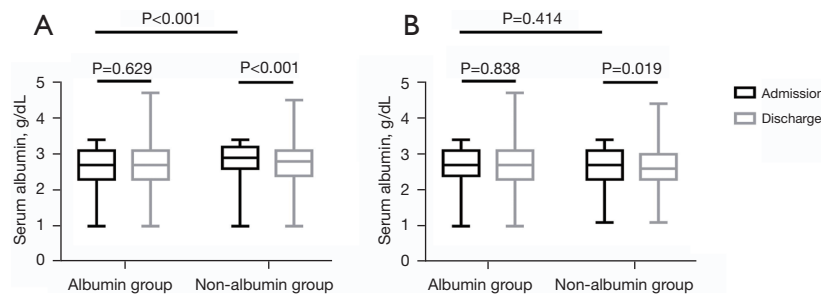 A
P<0.001
P=0.629
P<0.001
Serum albumin, g/dL
5
4
3
2
1
0
Albumin group
Non-albumin group
B
P=0.414
P=0.838
P=0.019
Serum albumin, g/dL
5
4
3
2
1
0
Albumin group
Non-albumin group
Admission
Discharge